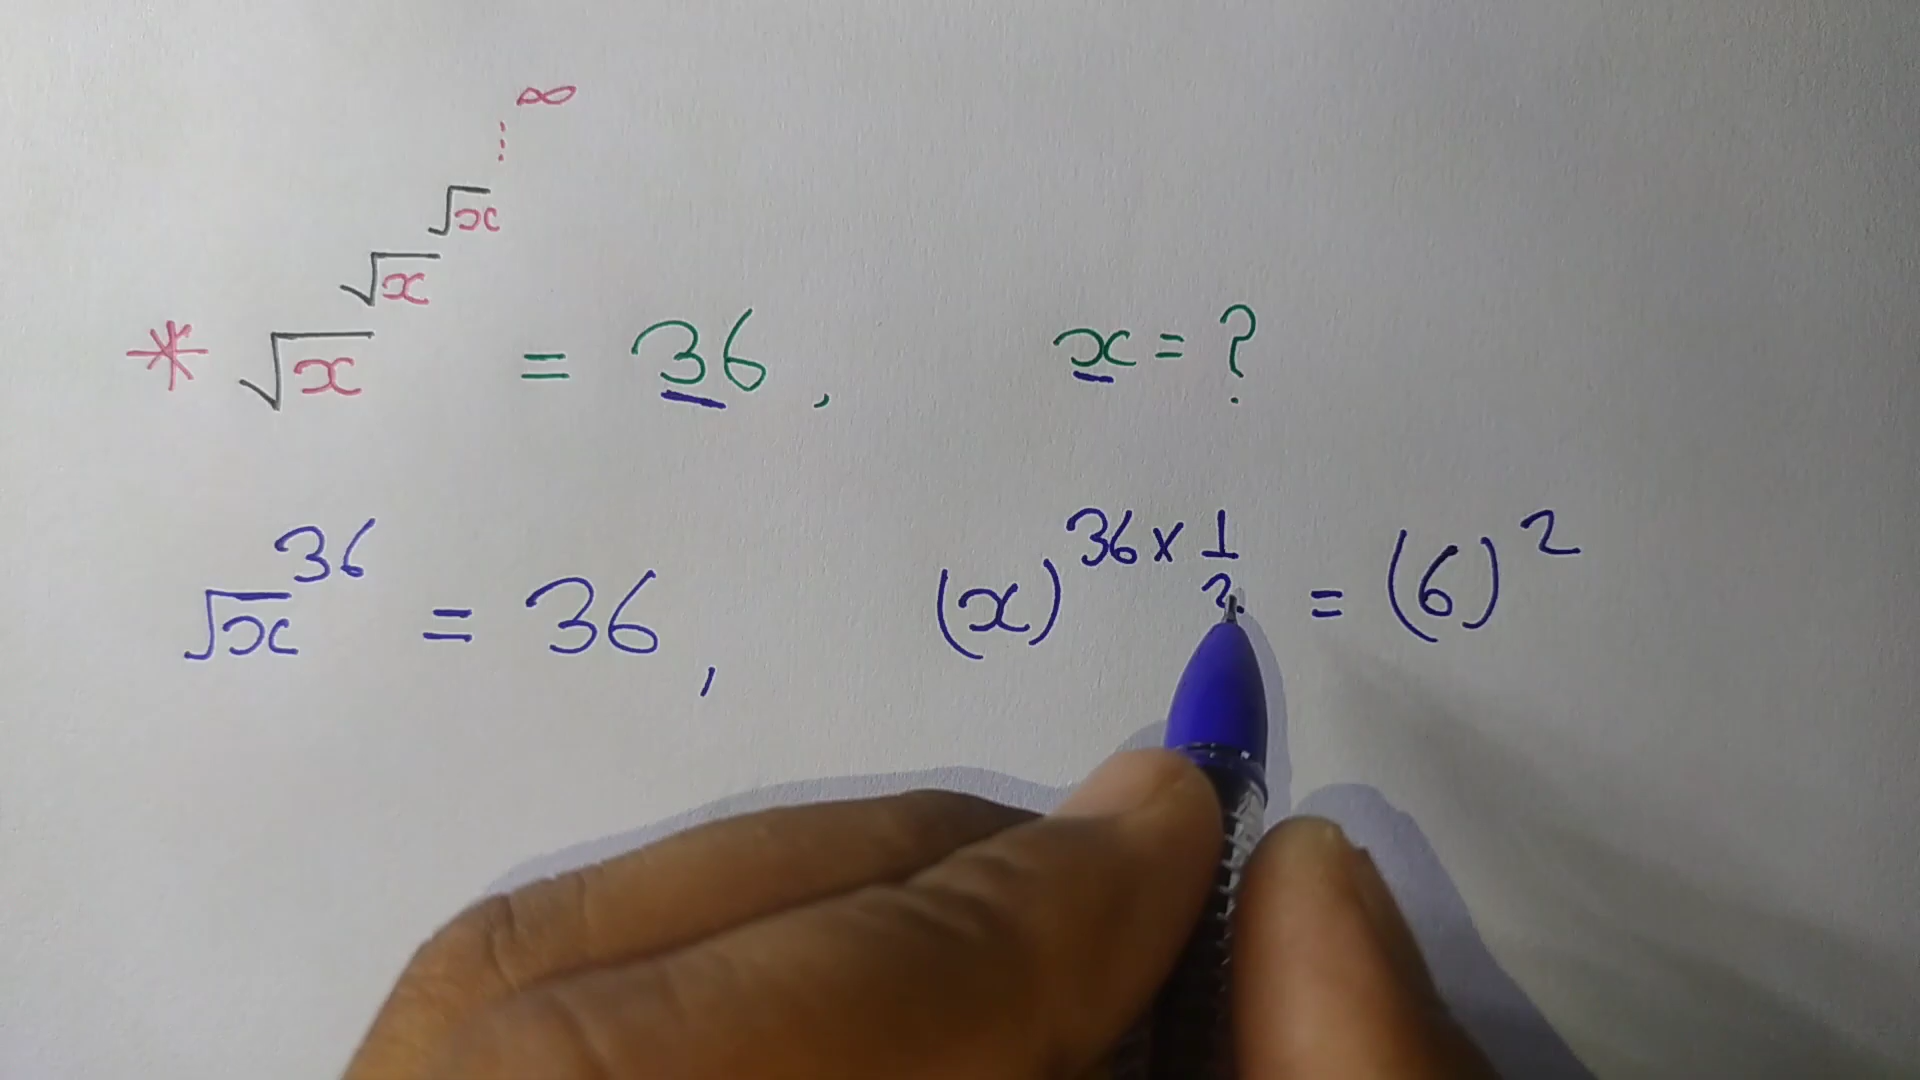 * √x^√x^√x^⋮^∞ = 36, x = ?
√x^36 = 36, (x)^36 × 1/2 = (6)^2